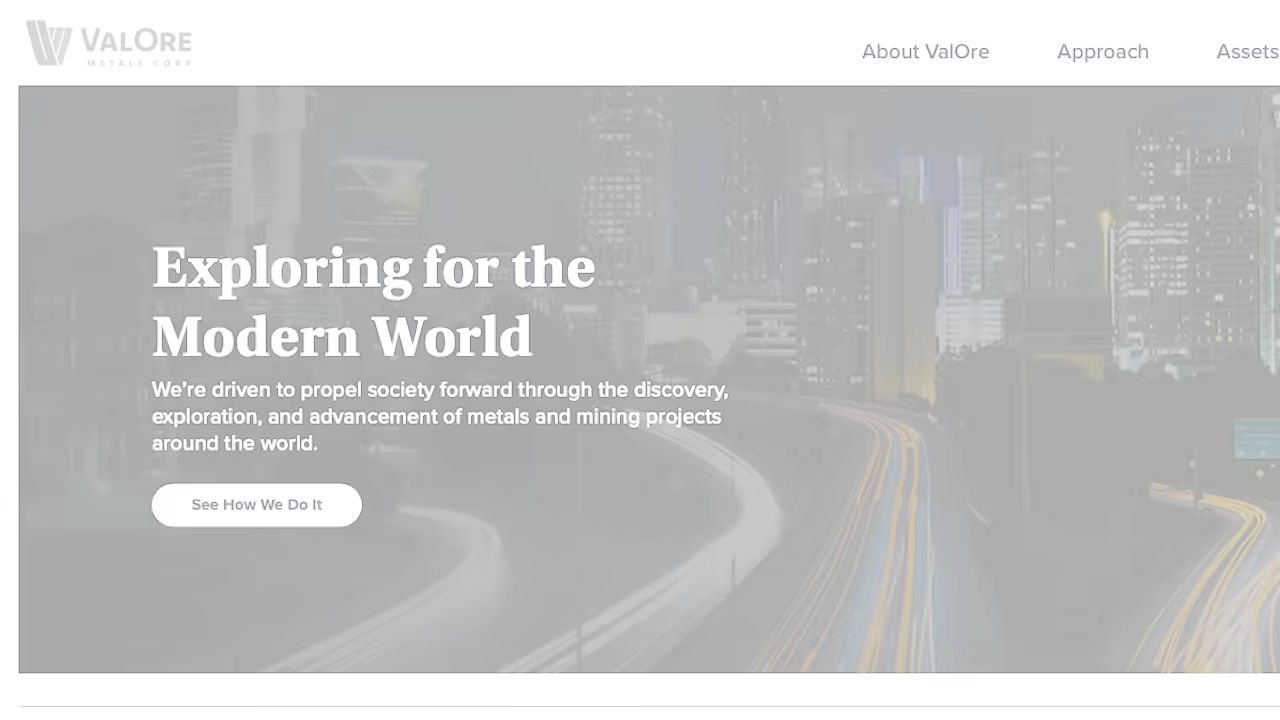 VALORE
METALS CORP
About ValOre
Approach
Assets
Exploring for the
Modern World
We're driven to propel society forward through the discovery,
exploration, and advancement of metals and mining projects
around the world.
See How We Do It